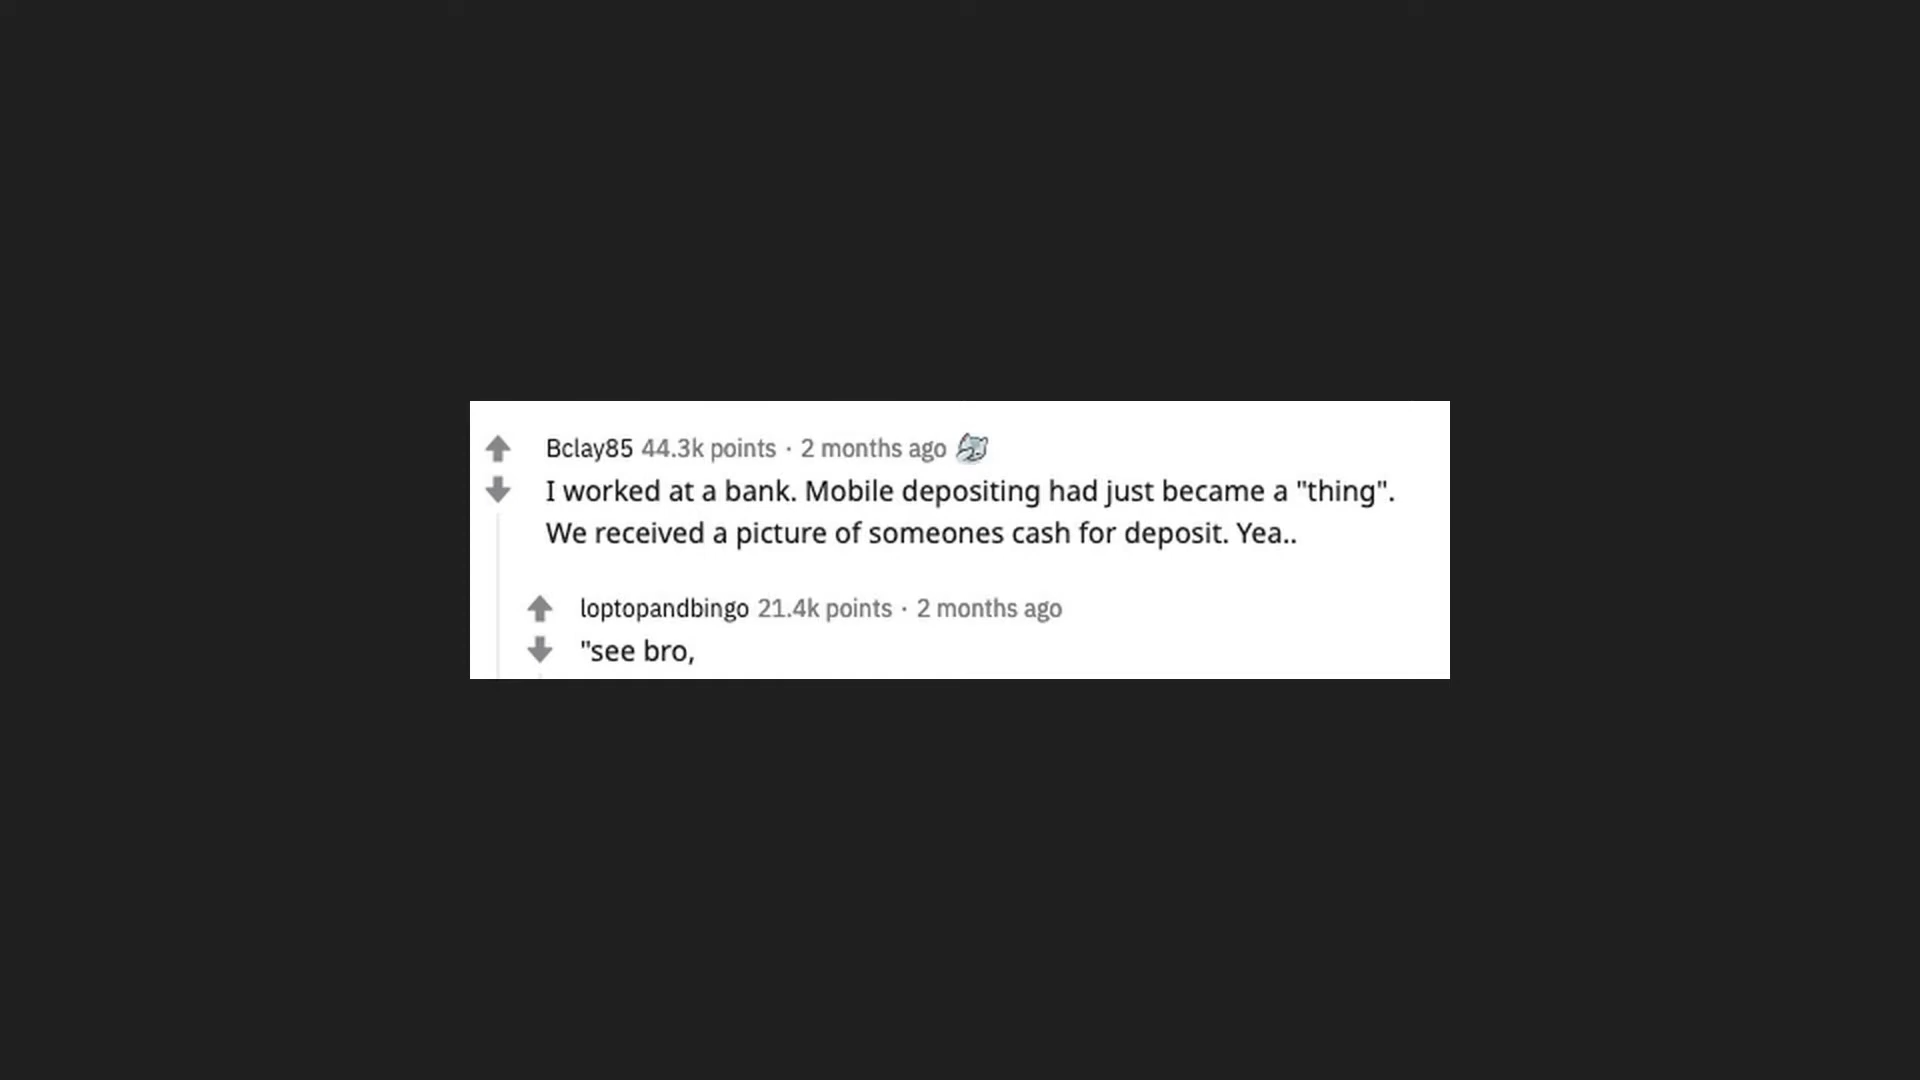 Bclay85 44.3k points · 2 months ago
I worked at a bank. Mobile depositing had just became a "thing".
We received a picture of someones cash for deposit. Yea..
loptopandbingo 21.4k points · 2 months ago
"see bro,